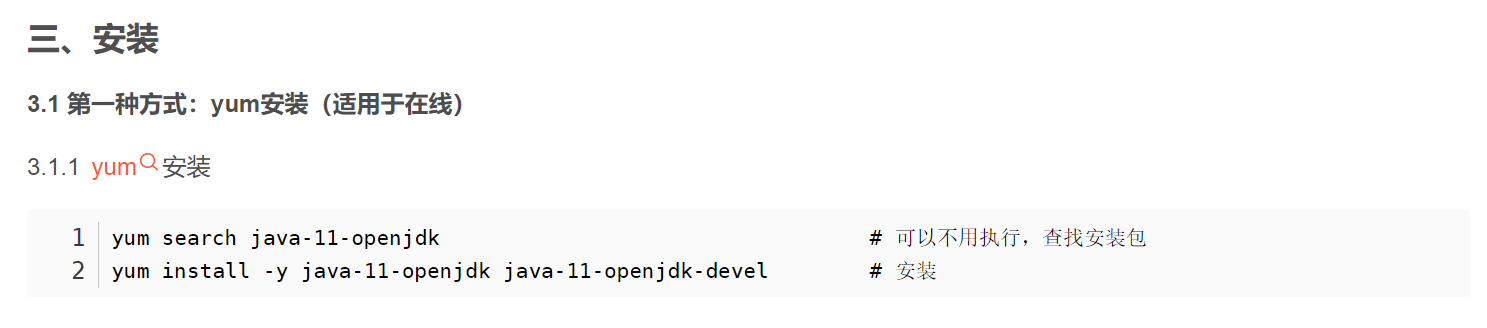 三、安装
3.1 第一种方式：yum安装（适用于在线）
3.1.1 yum安装
1 yum search java-11-openjdk # 可以不用执行，查找安装包
2 yum install -y java-11-openjdk java-11-openjdk-devel # 安装